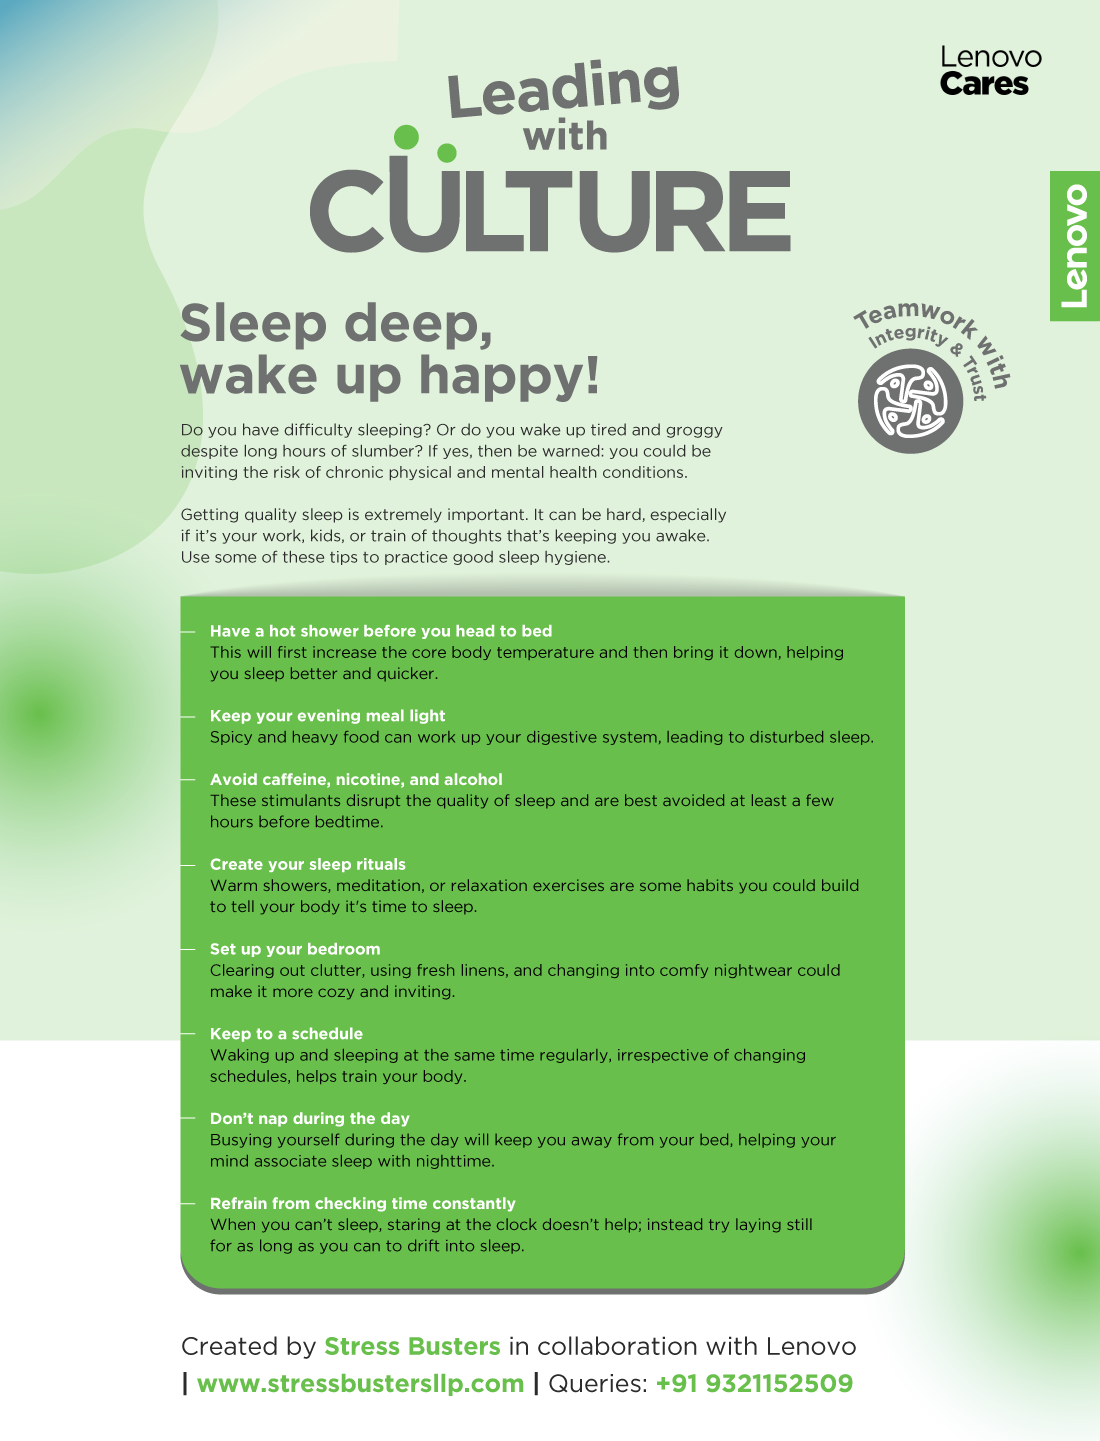 Lenovo
Cares
Leading
with
CÜLTURE
Lenovo
Sleep deep,
wake up happy!
Teamwork with
Integrity & Trust
Do you have difficulty sleeping? Or do you wake up tired and groggy
despite long hours of slumber? If yes, then be warned: you could be
inviting the risk of chronic physical and mental health conditions.
Getting quality sleep is extremely important. It can be hard, especially
if it's your work, kids, or train of thoughts that's keeping you awake.
Use some of these tips to practice good sleep hygiene.
Have a hot shower before you head to bed
This will first increase the core body temperature and then bring it down, helping
you sleep better and quicker.
Keep your evening meal light
Spicy and heavy food can work up your digestive system, leading to disturbed sleep.
Avoid caffeine, nicotine, and alcohol
These stimulants disrupt the quality of sleep and are best avoided at least a few
hours before bedtime.
Create your sleep rituals
Warm showers, meditation, or relaxation exercises are some habits you could build
to tell your body it's time to sleep.
Set up your bedroom
Clearing out clutter, using fresh linens, and changing into comfy nightwear could
make it more cozy and inviting.
Keep to a schedule
Waking up and sleeping at the same time regularly, irrespective of changing
schedules, helps train your body.
Don't nap during the day
Busying yourself during the day will keep you away from your bed, helping your
mind associate sleep with nighttime.
Refrain from checking time constantly
When you can't sleep, staring at the clock doesn't help; instead try laying still
for as long as you can to drift into sleep.
Created by Stress Busters in collaboration with Lenovo
| www.stressbustersllp.com | Queries: +91 9321152509